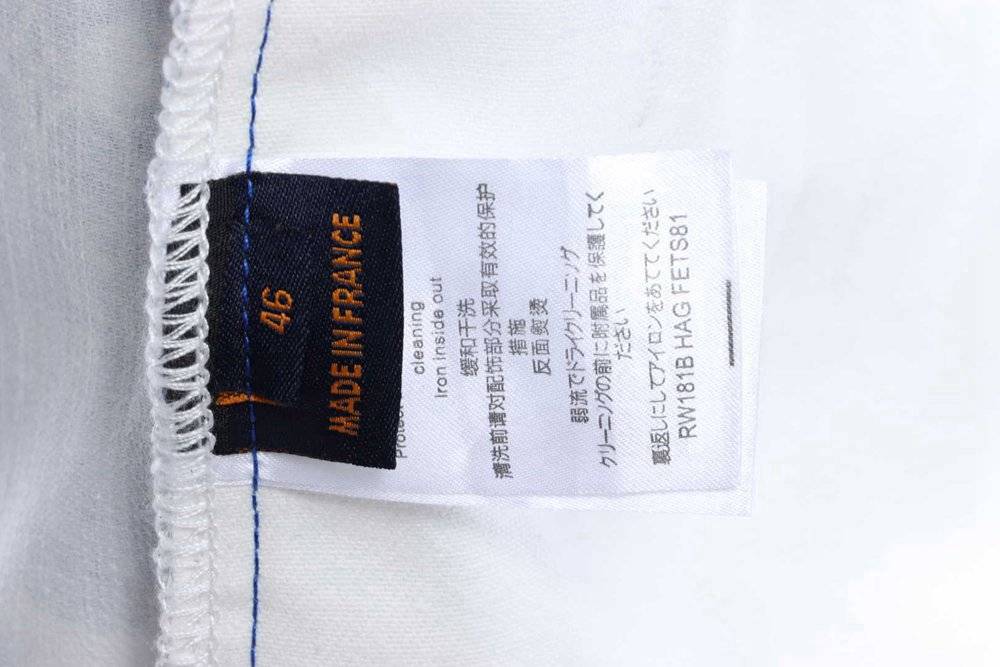 46
MADE IN FRANCE
Protect
cleaning
Iron inside out
缓和干洗
清洗前请对配饰部分采取有效的保护
措施
反面熨烫
弱流でドライクリーニング
クリーニングの前に附属品を保護してく
ださい
裏返しにしてアイロンをあててください
RW181B HAG FETS81